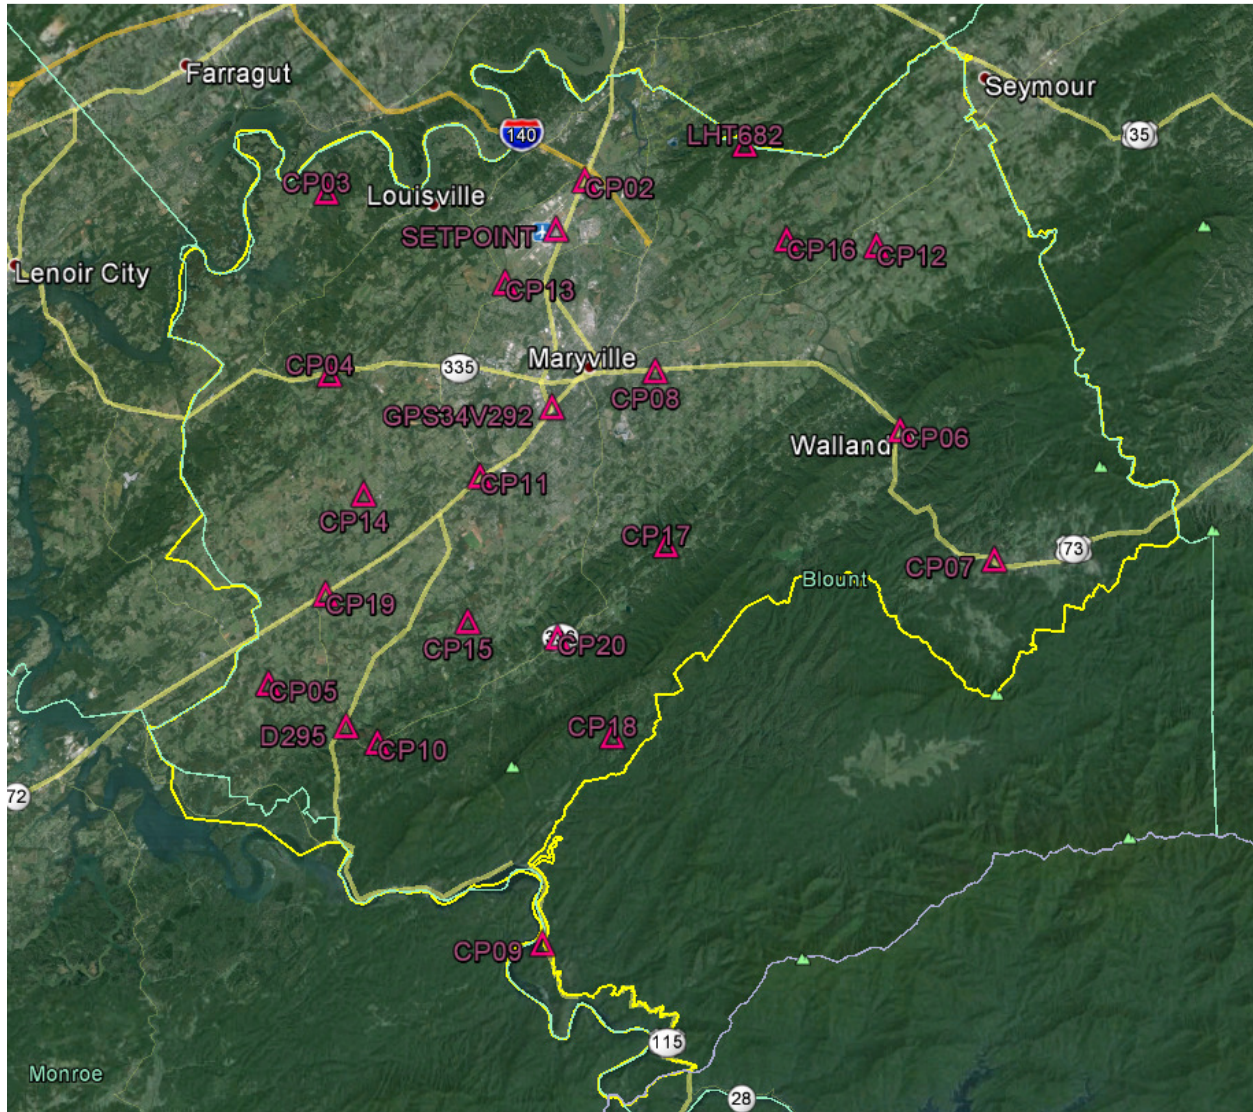 Farragut
Seymour
140
35
LHT682
CP03
CP02
Louisville
SETPOINT
CP16
CP12
Lenoir City
CP13
Maryville
CP04
335
CP08
GPS34V292
CP06
Walland
CP11
CP14
CP17
73
CP07
Blount
CP19
CP15
CP20
CP05
CP18
D295
CP10
72
CP09
115
Monroe
28